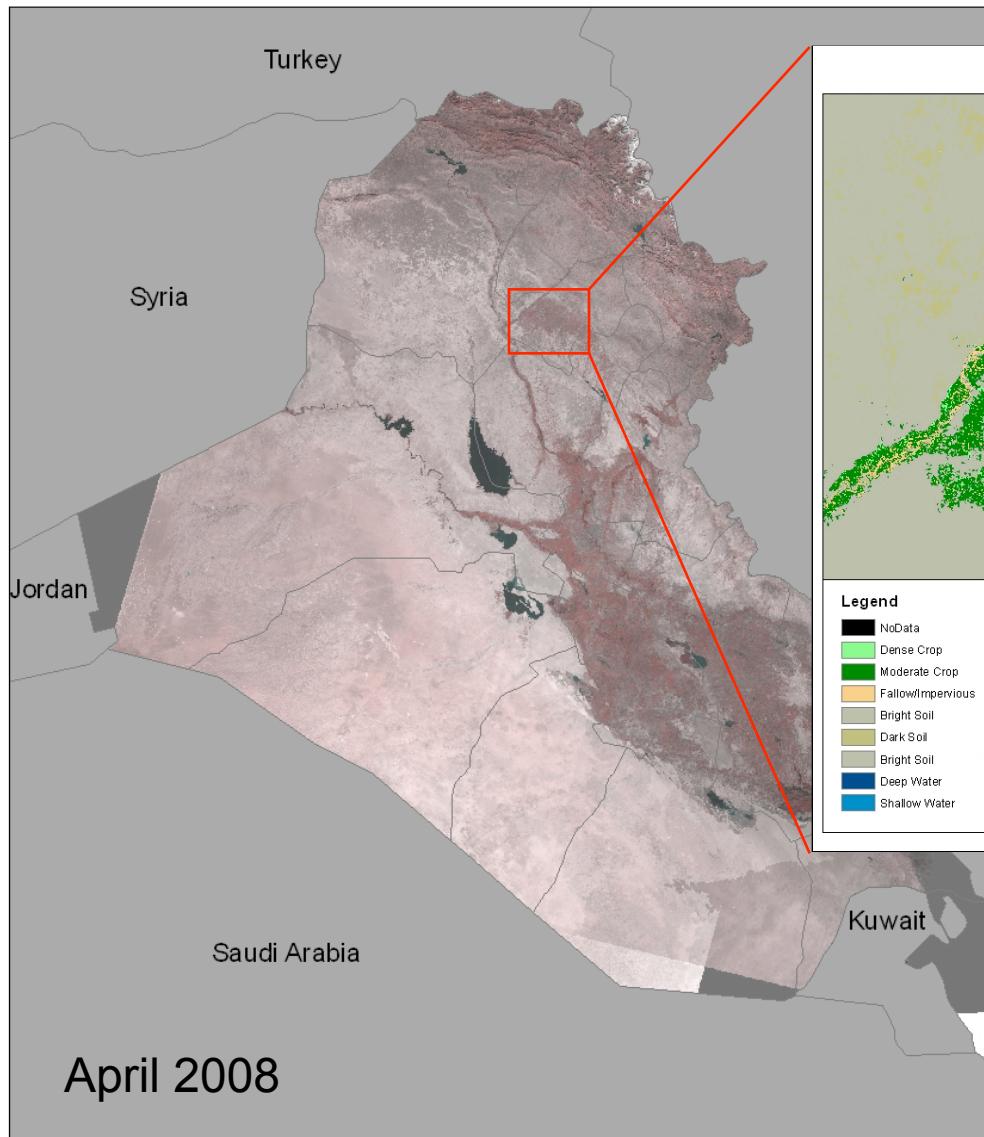 Turkey
Syria
Jordan
Legend
NoData
Dense Crop
Moderate Crop
Fallow/Impervious
Bright Soil
Dark Soil
Bright Soil
Deep Water
Shallow Water
Kuwait
Saudi Arabia
April 2008